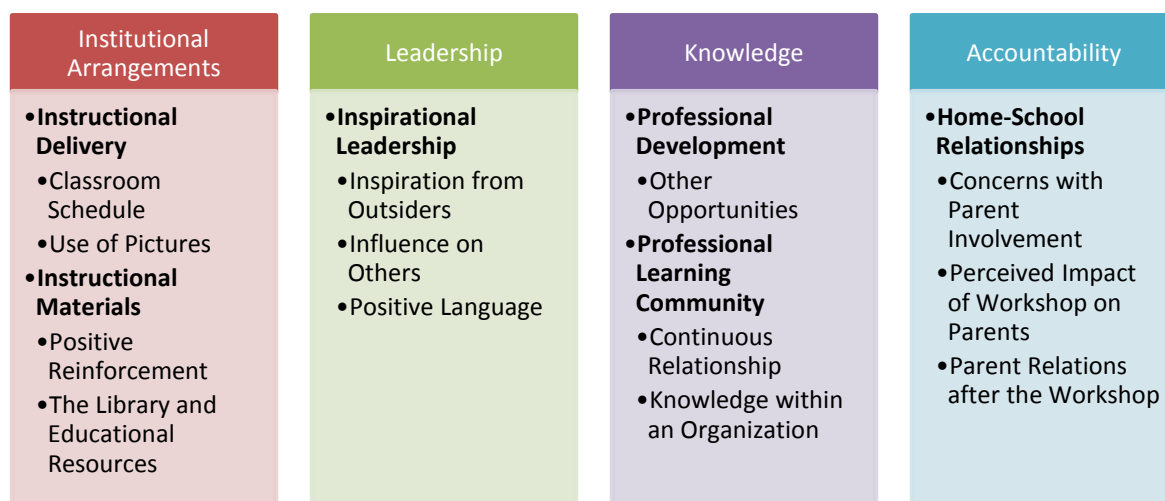 Institutional
Arrangements
•Instructional
Delivery
•Classroom
Schedule
•Use of Pictures
•Instructional
Materials
•Positive
Reinforcement
•The Library and
Educational
Resources
Leadership
•Inspirational
Leadership
•Inspiration from
Outsiders
•Influence on
Others
•Positive Language
Knowledge
•Professional
Development
•Other
Opportunities
•Professional
Learning
Community
•Continuous
Relationship
•Knowledge within
an Organization
Accountability
•Home-School
Relationships
•Concerns with
Parent
Involvement
•Perceived Impact
of Workshop on
Parents
•Parent Relations
after the Workshop